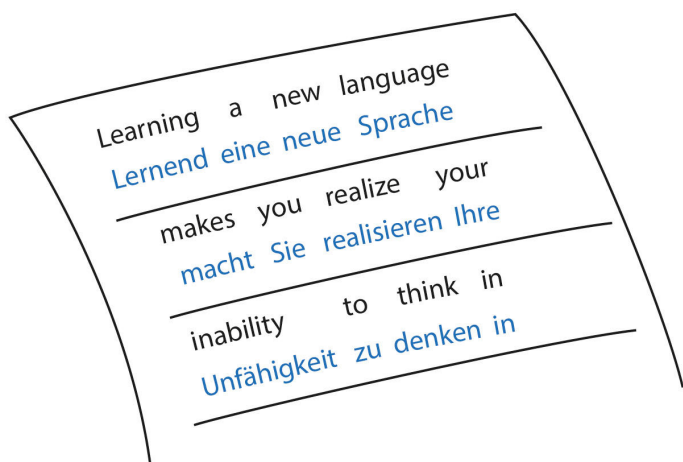 Learning a new language
Lernend eine neue Sprache
makes you realize your
macht Sie realisieren Ihre
inability to think in
Unfähigkeit zu denken in